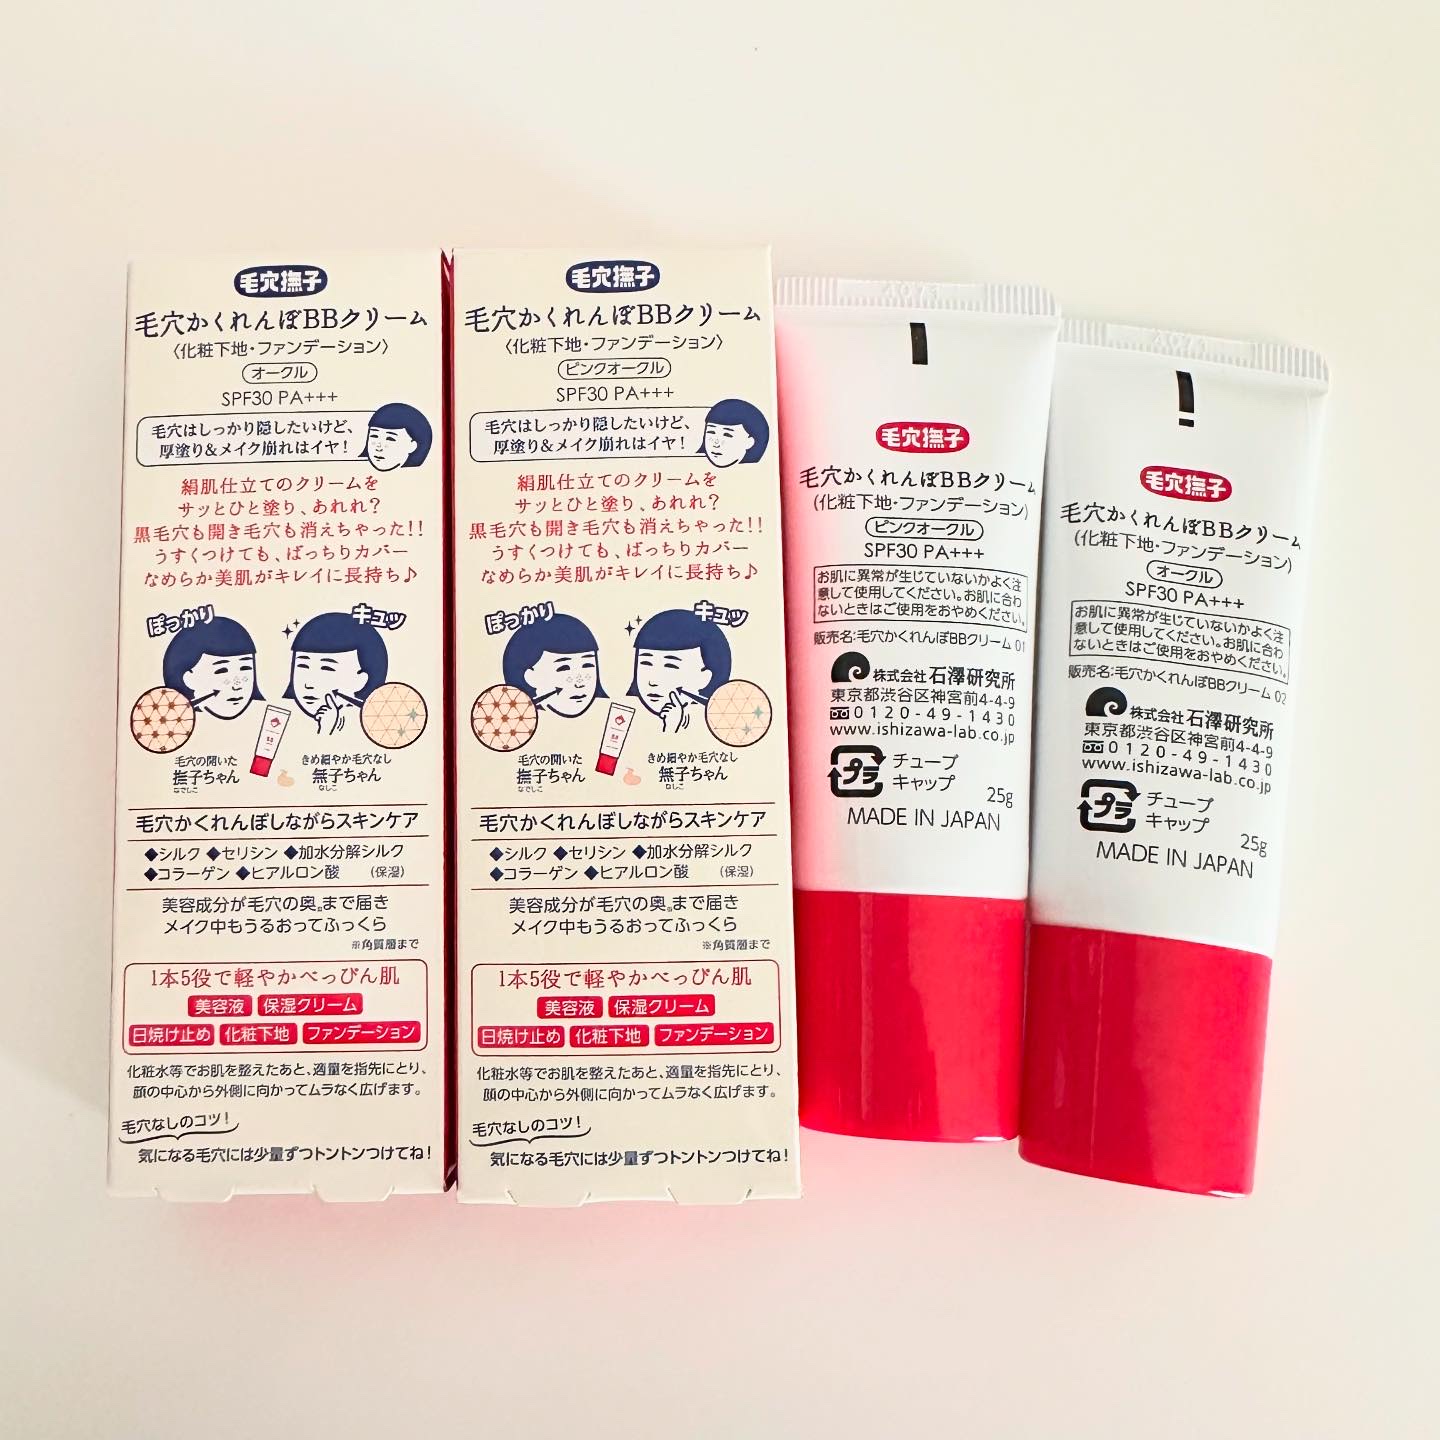 毛穴撫子
毛穴かくれんぼBBクリーム
〈化粧下地・ファンデーション〉
オークル
SPF30 PA+++
毛穴はしっかり隠したいけど、
厚塗り&メイク崩れはイヤ!
絹肌仕立てのクリームを
サッとひと塗り、あれれ?
黒毛穴も開き毛穴も消えちゃった!!
うすくつけても、ばっちりカバー
なめらか美肌がキレイに長持ち♪
ぽっかり
キュッ
毛穴の開いた
撫子ちゃん
なでしこ
きめ細やか毛穴なし
無子ちゃん
なしこ
毛穴かくれんぼしながらスキンケア
◆シルク ◆セリシン ◆加水分解シルク
◆コラーゲン ◆ヒアルロン酸 (保湿)
美容成分が毛穴の奥※まで届き
メイク中もうるおってふっくら
※角質層まで
1本5役で軽やかべっぴん肌
美容液 保湿クリーム
日焼け止め 化粧下地 ファンデーション
化粧水等でお肌を整えたあと、適量を指先にとり、
顔の中心から外側に向かってムラなく広げます。
毛穴なしのコツ!
気になる毛穴には少量ずつトントンつけてね!
毛穴撫子
毛穴かくれんぼBBクリーム
〈化粧下地・ファンデーション〉
ピンクオークル
SPF30 PA+++
毛穴はしっかり隠したいけど、
厚塗り&メイク崩れはイヤ!
絹肌仕立てのクリームを
サッとひと塗り、あれれ?
黒毛穴も開き毛穴も消えちゃった!!
うすくつけても、ばっちりカバー
なめらか美肌がキレイに長持ち♪
ぽっかり
キュッ
毛穴の開いた
撫子ちゃん
なでしこ
きめ細やか毛穴なし
無子ちゃん
なしこ
毛穴かくれんぼしながらスキンケア
◆シルク ◆セリシン ◆加水分解シルク
◆コラーゲン ◆ヒアルロン酸 (保湿)
美容成分が毛穴の奥※まで届き
メイク中もうるおってふっくら
※角質層まで
1本5役で軽やかべっぴん肌
美容液 保湿クリーム
日焼け止め 化粧下地 ファンデーション
化粧水等でお肌を整えたあと、適量を指先にとり、
顔の中心から外側に向かってムラなく広げます。
毛穴なしのコツ!
気になる毛穴には少量ずつトントンつけてね!
毛穴撫子
毛穴かくれんぼBBクリーム
(化粧下地・ファンデーション)
ピンクオークル
SPF30 PA+++
お肌に異常が生じていないかよく注
意して使用してください。お肌に合わ
ないときはご使用をおやめください。
販売名:毛穴かくれんぼBBクリーム 01
株式会社 石澤研究所
東京都渋谷区神宮前4-4-9
0120-49-1430
www.ishizawa-lab.co.jp
プラ
チューブ
キャップ
25g
MADE IN JAPAN
毛穴撫子
毛穴かくれんぼBBクリーム
(化粧下地・ファンデーション)
オークル
SPF30 PA+++
お肌に異常が生じていないかよく注
意して使用してください。お肌に合わ
ないときはご使用をおやめください。
販売名:毛穴かくれんぼBBクリーム 02
株式会社 石澤研究所
東京都渋谷区神宮前4-4-9
0120-49-1430
www.ishizawa-lab.co.jp
プラ
チューブ
キャップ
25g
MADE IN JAPAN